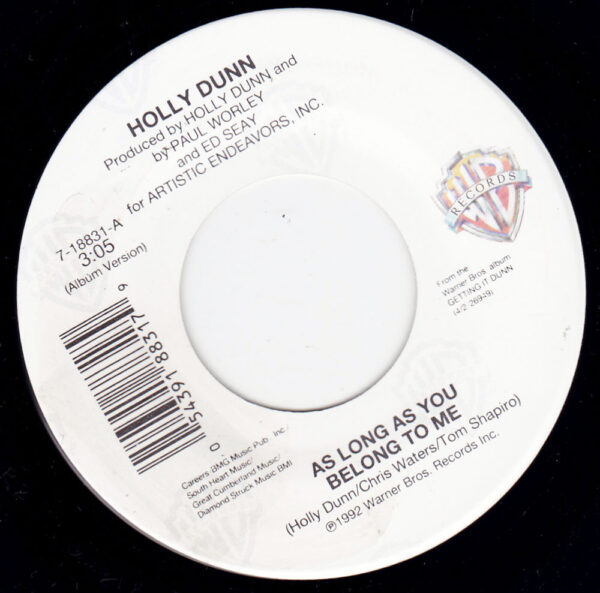 HOLLY DUNN
Produced by HOLLY DUNN and
by PAUL WORLEY
and ED SEAY
for ARTISTIC ENDEAVORS, INC.
7-18831-A
3:05
(Album Version)
WB
RECORDS
From the
Warner Bros. album
GETTING IT DUNN
(4/2-26949)
0 54391 88317 9
Careers-BMG Music Pub. Inc./
South Heart Music/
Great Cumberland Music/
Diamond Struck Music BMI
AS LONG AS YOU
BELONG TO ME
(Holly Dunn/Chris Waters/Tom Shapiro)
℗1992 Warner Bros. Records Inc.